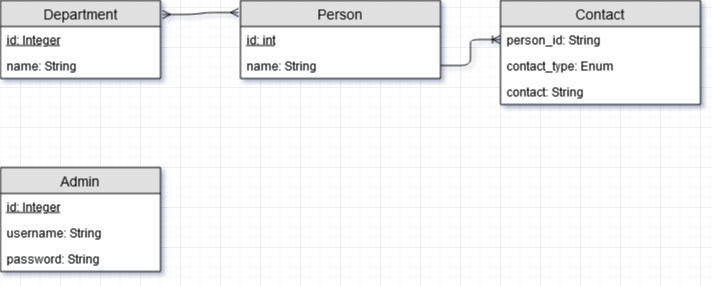 Department
id: Integer
name: String
Person
id: int
name: String
Contact
person_id: String
contact_type: Enum
contact: String
Admin
id: Integer
username: String
password: String